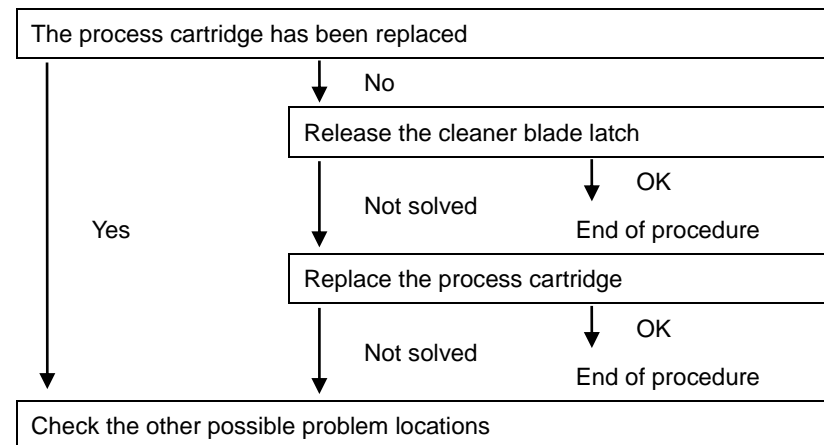 The process cartridge has been replaced
No
Release the cleaner blade latch
OK
Not solved
Yes
End of procedure
Replace the process cartridge
OK
Not solved
End of procedure
Check the other possible problem locations